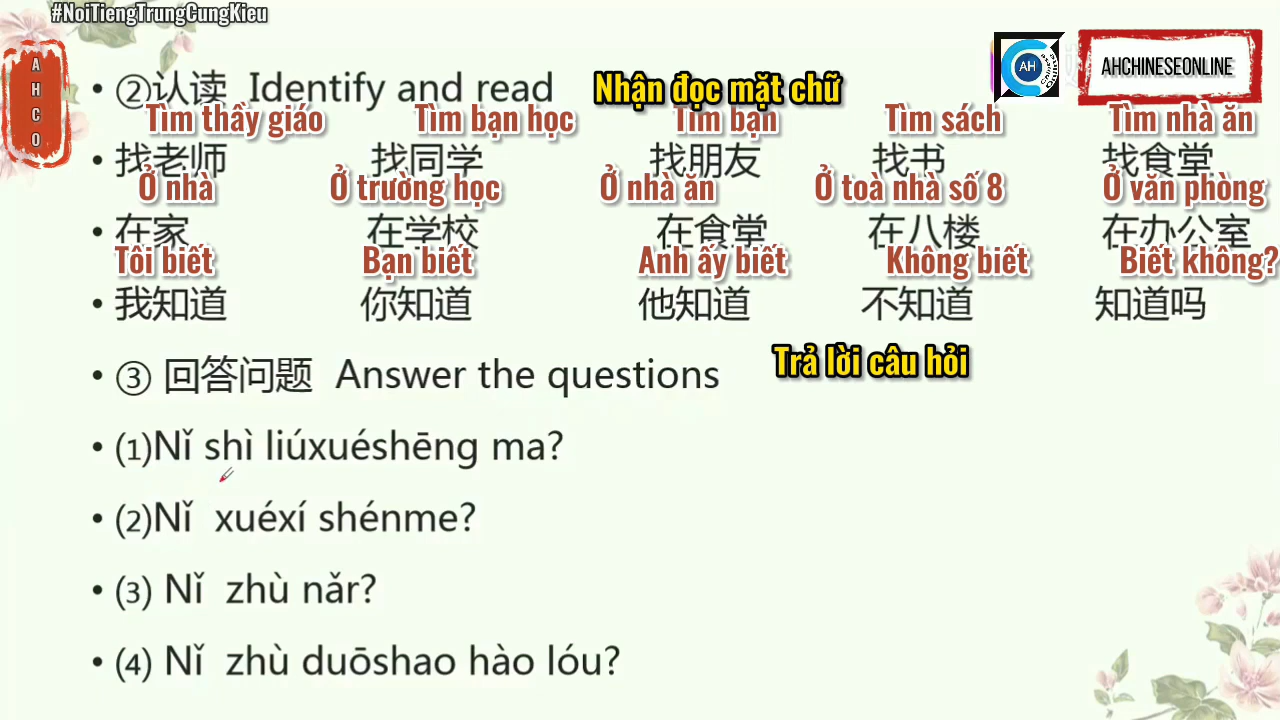 #NoiTiengTrungCungKieu
A
H
C
O
AH
AHCHINESEONLINE
• ②认读 Identify and read Nhận đọc mặt chữ
Tìm thầy giáo Tìm bạn học Tìm bạn Tìm sách Tìm nhà ăn
• 找老师 找同学 找朋友 找书 找食堂
Ở nhà Ở trường học Ở nhà ăn Ở toà nhà số 8 Ở văn phòng
• 在家 在学校 在食堂 在八楼 在办公室
Tôi biết Bạn biết Anh ấy biết Không biết Biết không?
• 我知道 你知道 他知道 不知道 知道吗
• ③ 回答问题 Answer the questions Trả lời câu hỏi
• (1)Nǐ shì liúxuéshēng ma?
• (2)Nǐ xuéxí shénme?
• (3) Nǐ zhù nǎr?
• (4) Nǐ zhù duōshao hào lóu?